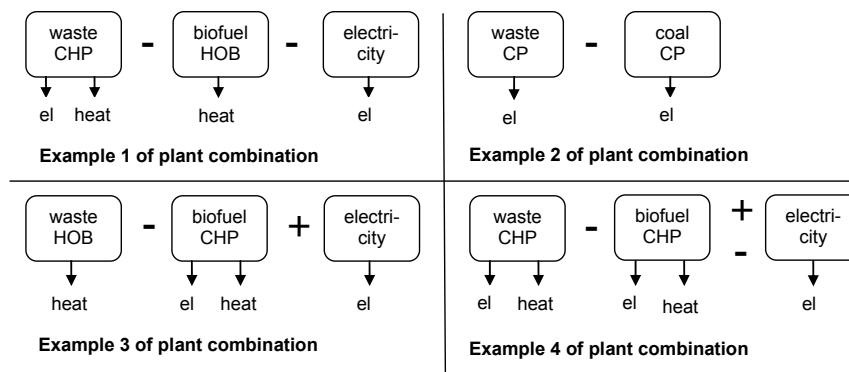 waste
CHP
-
biofuel
HOB
-
electri-
city
el
heat
heat
el
Example 1 of plant combination
waste
CP
-
coal
CP
el
el
Example 2 of plant combination
waste
HOB
-
biofuel
CHP
+
electri-
city
heat
el
heat
el
Example 3 of plant combination
waste
CHP
-
biofuel
CHP
+
-
electri-
city
el
heat
el
heat
el
Example 4 of plant combination